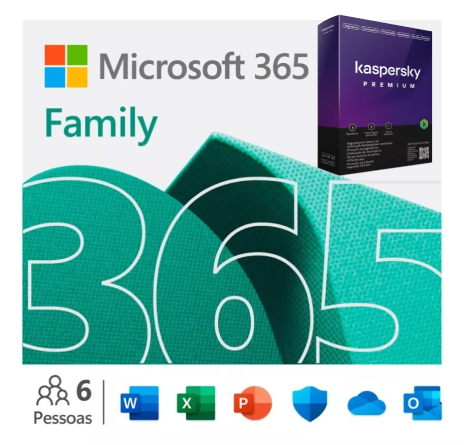 Microsoft 365
Family
kaspersky
PREMIUM
365
6
Pessoas
W
X
P
O